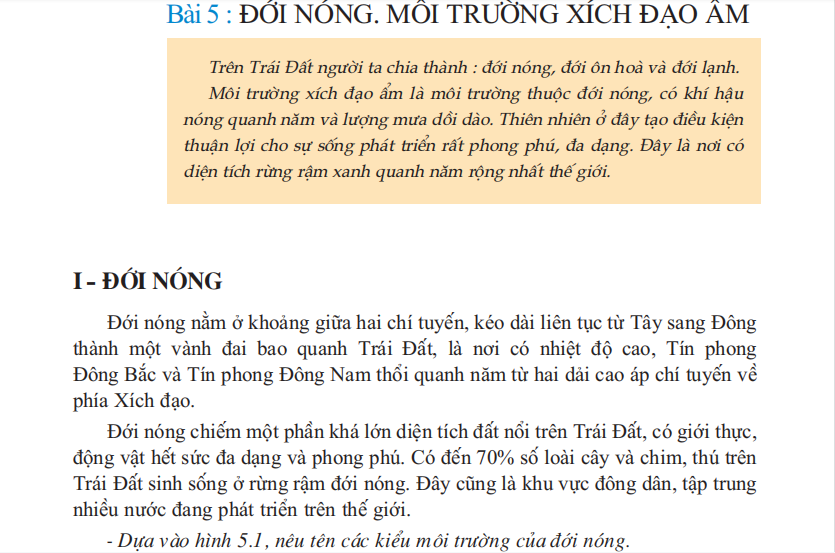 Bài 5 : ĐỚI NÓNG. MÔI TRƯỜNG XÍCH ĐẠO ẨM
Trên Trái Đất người ta chia thành : đới nóng, đới ôn hoà và đới lạnh.
Môi trường xích đạo ẩm là môi trường thuộc đới nóng, có khí hậu
nóng quanh năm và lượng mưa dồi dào. Thiên nhiên ở đây tạo điều kiện
thuận lợi cho sự sống phát triển rất phong phú, đa dạng. Đây là nơi có
diện tích rừng rậm xanh quanh năm rộng nhất thế giới.
I - ĐỚI NÓNG
Đới nóng nằm ở khoảng giữa hai chí tuyến, kéo dài liên tục từ Tây sang Đông
thành một vành đai bao quanh Trái Đất, là nơi có nhiệt độ cao, Tín phong
Đông Bắc và Tín phong Đông Nam thổi quanh năm từ hai dải cao áp chí tuyến về
phía Xích đạo.
Đới nóng chiếm một phần khá lớn diện tích đất nổi trên Trái Đất, có giới thực,
động vật hết sức đa dạng và phong phú. Có đến 70% số loài cây và chim, thú trên
Trái Đất sinh sống ở rừng rậm đới nóng. Đây cũng là khu vực đông dân, tập trung
nhiều nước đang phát triển trên thế giới.
- Dựa vào hình 5.1, nêu tên các kiểu môi trường của đới nóng.